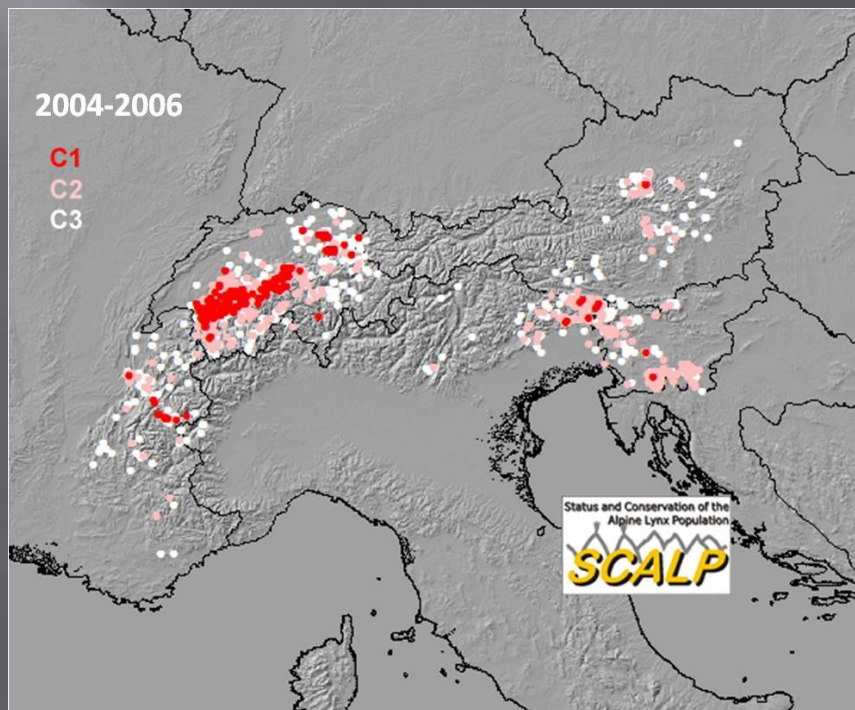 2004-2006
C1
C2
C3
Status and Conservation of the
Alpine Lynx Population
SCALP